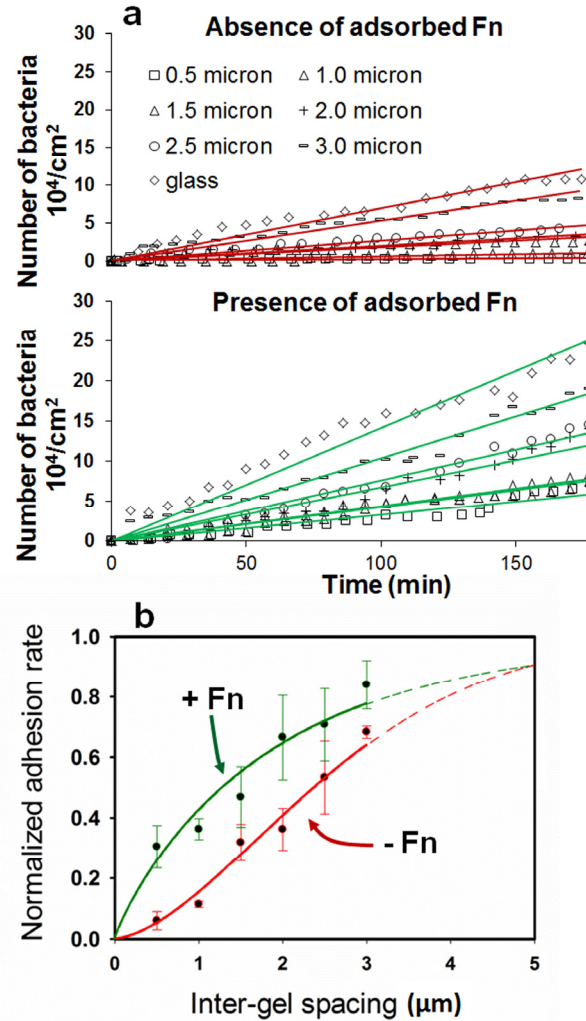 a
Absence of adsorbed Fn
30
25
20
15
10
5
0
Number of bacteria
10⁴/cm²
□ 0.5 micron △ 1.0 micron
△ 1.5 micron + 2.0 micron
○ 2.5 micron - 3.0 micron
◇ glass
Presence of adsorbed Fn
30
25
20
15
10
5
0
Number of bacteria
10⁴/cm²
0 50 100 150
Time (min)
b
1.0
0.8
0.6
0.4
0.2
0.0
Normalized adhesion rate
+ Fn
- Fn
0 1 2 3 4 5
Inter-gel spacing (μm)